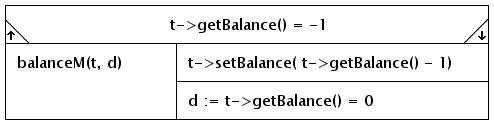 t->getBalance() = -1
balanceM(t, d)
t->setBalance( t->getBalance() - 1)
d := t->getBalance() = 0